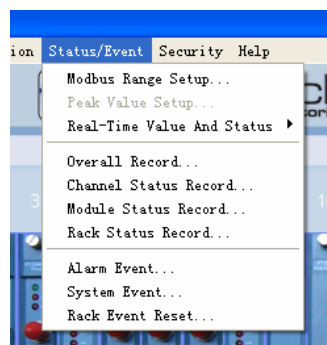 ion Status/Event Security Help
Modbus Range Setup...
Peak Value Setup...
Real-Time Value And Status
Overall Record...
Channel Status Record...
Module Status Record...
Rack Status Record...
Alarm Event...
System Event...
Rack Event Reset...